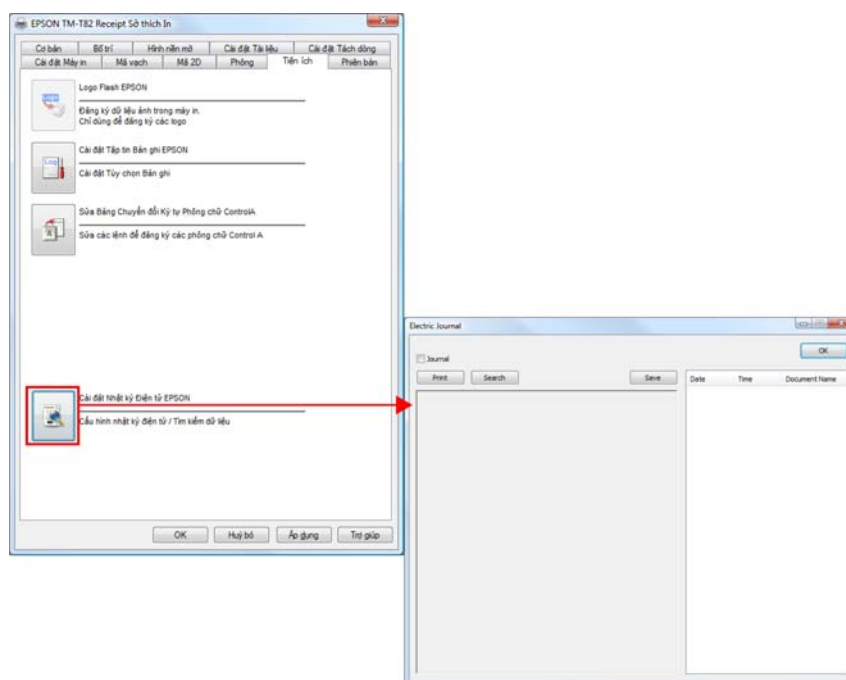 EPSON TM-T82 Receipt Sở thích In
Cơ bản Bố trí Hình nền mờ Cài đặt Tài liệu Cài đặt Tách dòng
Cài đặt Máy in Mã vạch Mã 2D Phông Tiện ích Phiên bản
Logo Flash EPSON
Đăng ký dữ liệu ảnh trong máy in.
Chỉ dùng để đăng ký các logo
Cài đặt Tập tin Bản ghi EPSON
Cài đặt Tùy chọn Bản ghi
Sửa Bảng Chuyển đổi Ký tự Phông chữ ControlA
Sửa các lệnh để đăng ký các phông chữ Control A
Cài đặt Nhật ký Điện tử EPSON
Cấu hình nhật ký điện tử / Tìm kiếm dữ liệu
OK Huỷ bỏ Áp dụng Trợ giúp
Electric Journal
OK
Journal
Print Search Save Date Time Document Name